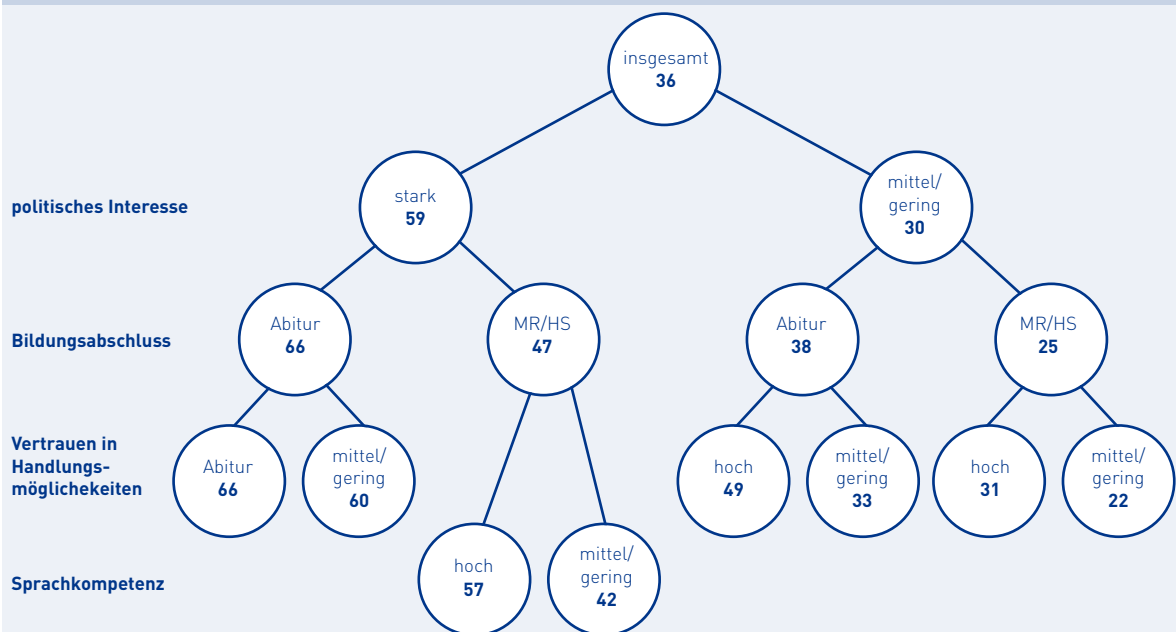 insgesamt
36
politisches Interesse
stark
59
mittel/
gering
30
Bildungsabschluss
Abitur
66
MR/HS
47
Abitur
38
MR/HS
25
Vertrauen in
Handlungs-
möglichekeiten
Abitur
66
mittel/
gering
60
hoch
49
mittel/
gering
33
hoch
31
mittel/
gering
22
Sprachkompetenz
hoch
57
mittel/
gering
42